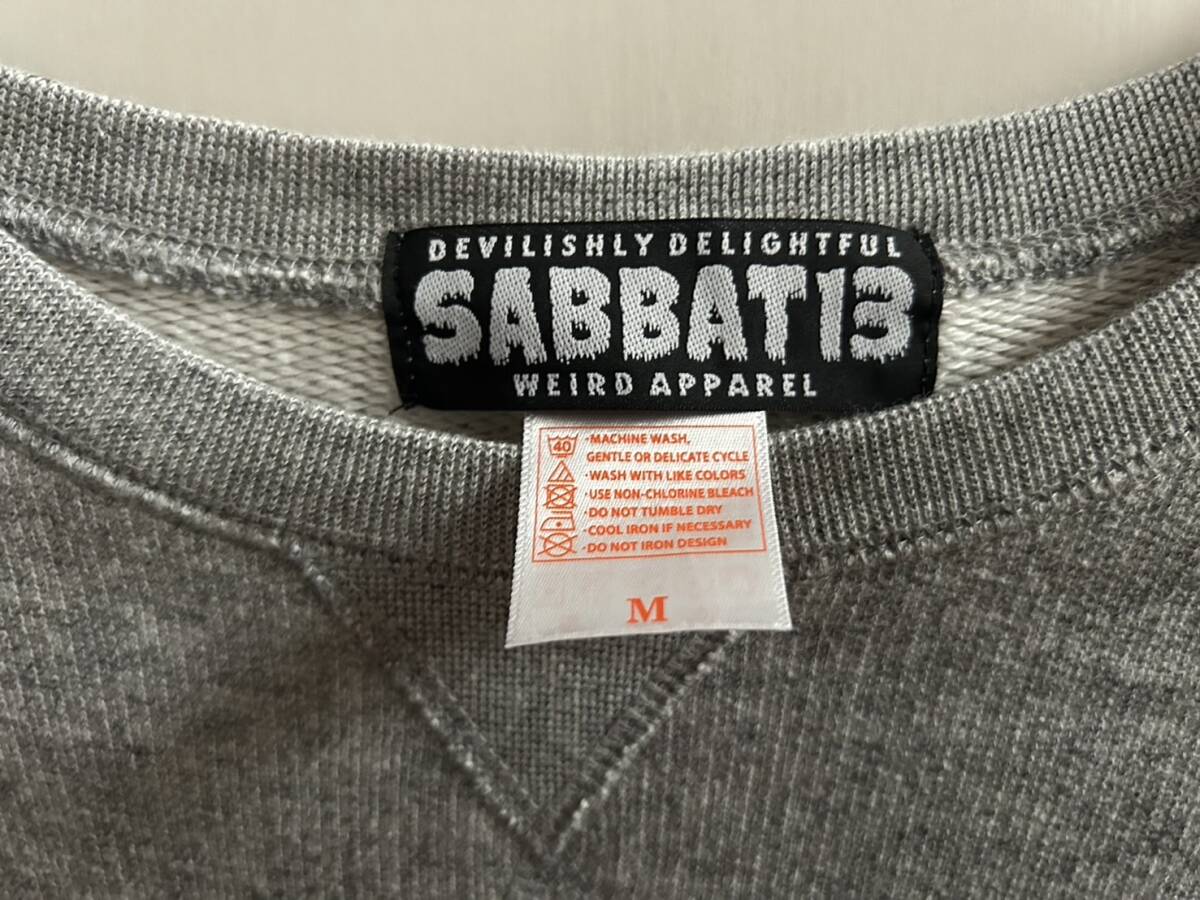 DEVILISHLY DELIGHTFUL
SABBAT13
WEIRD APPAREL
40
·MACHINE WASH,
GENTLE OR DELICATE CYCLE
·WASH WITH LIKE COLORS
·USE NON-CHLORINE BLEACH
·DO NOT TUMBLE DRY
·COOL IRON IF NECESSARY
·DO NOT IRON DESIGN
M